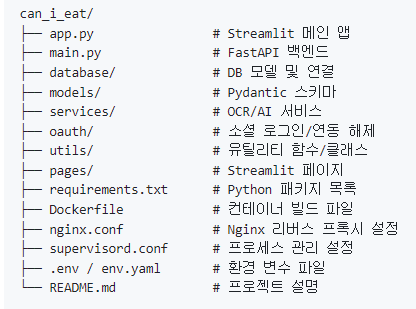 can_i_eat/
├── app.py # Streamlit 메인 앱
├── main.py # FastAPI 백엔드
├── database/ # DB 모델 및 연결
├── models/ # Pydantic 스키마
├── services/ # OCR/AI 서비스
├── oauth/ # 소셜 로그인/연동 해제
├── utils/ # 유틸리티 함수/클래스
├── pages/ # Streamlit 페이지
├── requirements.txt # Python 패키지 목록
├── Dockerfile # 컨테이너 빌드 파일
├── nginx.conf # Nginx 리버스 프록시 설정
├── supervisord.conf # 프로세스 관리 설정
├── .env / env.yaml # 환경 변수 파일
└── README.md # 프로젝트 설명